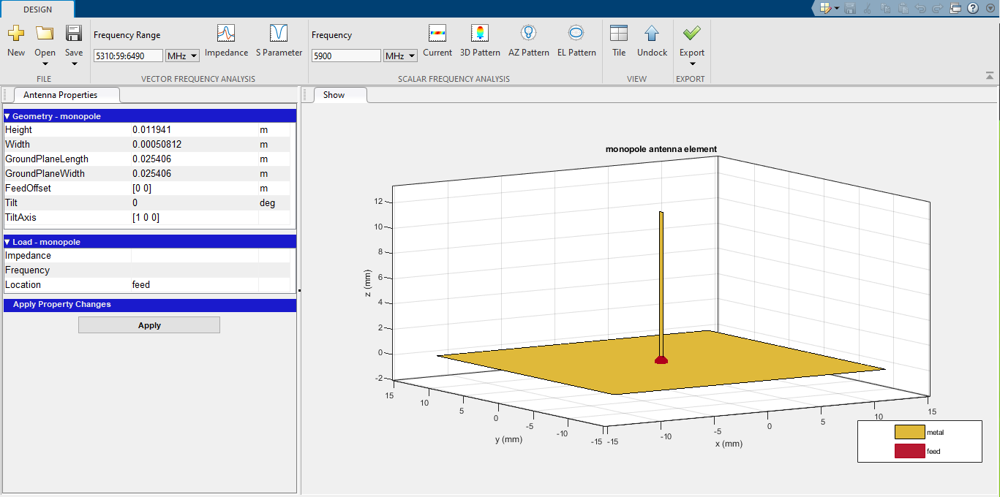 DESIGN
Frequency Range
Frequency
New Open Save
5310:59:6490 MHz
Impedance S Parameter
5900 MHz
Current 3D Pattern AZ Pattern EL Pattern
Tile Undock
Export
FILE
VECTOR FREQUENCY ANALYSIS
SCALAR FREQUENCY ANALYSIS
VIEW
EXPORT
Antenna Properties
Geometry - monopole
Height 0.011941 m
Width 0.00050812 m
GroundPlaneLength 0.025406 m
GroundPlaneWidth 0.025406 m
FeedOffset [0 0] m
Tilt 0 deg
TiltAxis [1 0 0]
Load - monopole
Impedance
Frequency
Location feed
Apply Property Changes
Apply
Show
monopole antenna element
12
10
8
6
4
2
0
-2
z (mm)
15
10
5
0
-5
-10
-15
y (mm)
-15
-10
-5
0
5
10
15
x (mm)
metal
feed